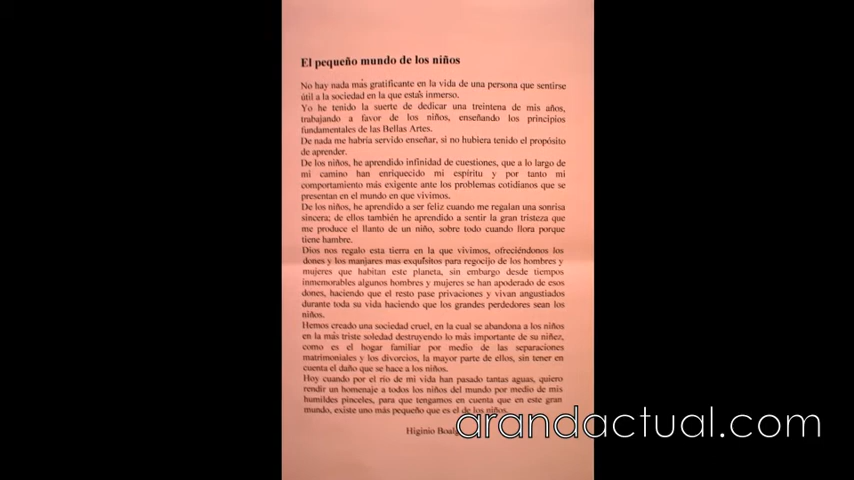 El pequeño mundo de los niños
No hay nada más gratificante en la vida de una persona que sentirse
útil a la sociedad en la que estás inmerso.
Yo he tenido la suerte de dedicar una treintena de mis años,
trabajando a favor de los niños, enseñando los principios
fundamentales de las Bellas Artes.
De nada me habría servido enseñar, si no hubiera tenido el propósito
de aprender.
De los niños, he aprendido infinidad de cuestiones, que a lo largo de
mi camino han enriquecido mi espíritu y por tanto mi
comportamiento más exigente ante los problemas cotidianos que se
presentan en el mundo en que vivimos.
De los niños, he aprendido a ser feliz cuando me regalan una sonrisa
sincera; de ellos también he aprendido a sentir la gran tristeza que
me produce el llanto de un niño, sobre todo cuando llora porque
tiene hambre.
Dios nos regalo esta tierra en la que vivimos, ofreciéndonos los
dones y los manjares mas exquisitos para regocijo de los hombres y
mujeres que habitan este planeta, sin embargo desde tiempos
inmemorables algunos hombres y mujeres se han apoderado de esos
dones, haciendo que el resto pase privaciones y vivan angustiados
durante toda su vida haciendo que los grandes perdedores sean los
niños.
Hemos creado una sociedad cruel, en la cual se abandona a los niños
en la más triste soledad destruyendo lo más importante de su niñez,
como es el hogar familiar por medio de las separaciones
matrimoniales y los divorcios, la mayor parte de ellos, sin tener en
cuenta el daño que se hace a los niños.
Hoy cuando por el río de mi vida han pasado tantas aguas, quiero
rendir un homenaje a todos los niños del mundo por medio de mis
humildes pinceles, para que tengamos en cuenta que en este gran
mundo, existe uno más pequeño que es el de los niños.
Higinio
arandactual.com